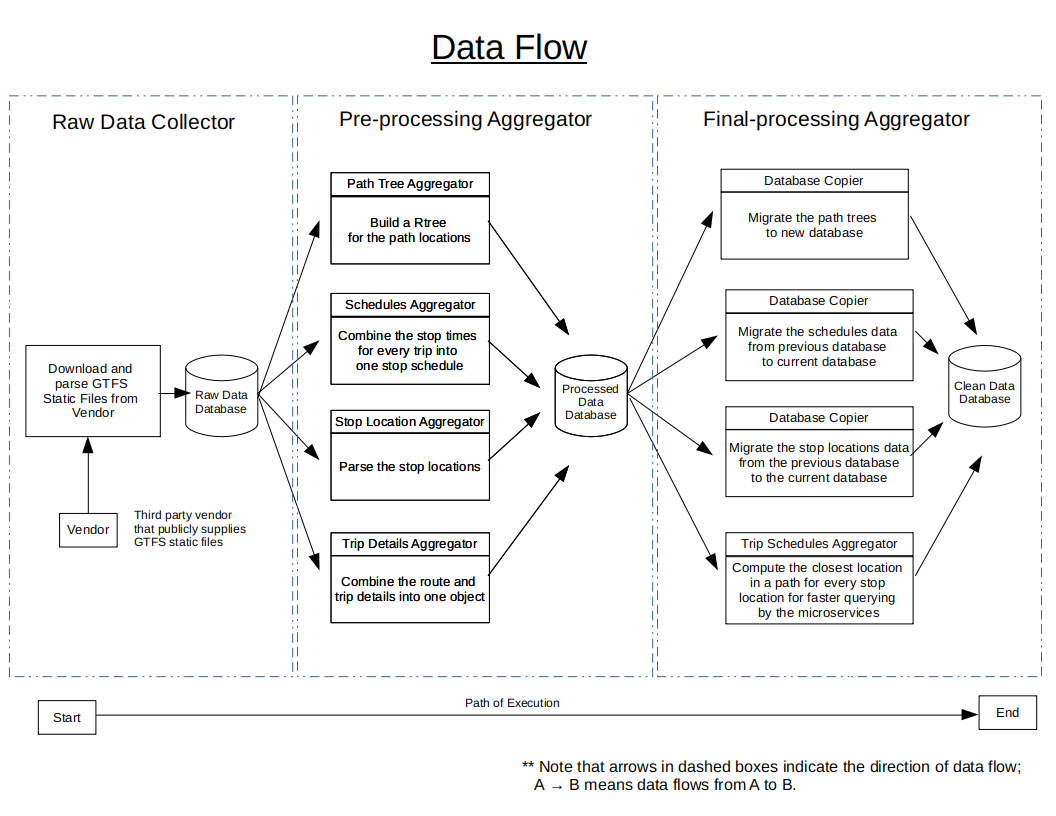 Data Flow
Raw Data Collector
Download and
parse GTFS
Static Files from
Vendor
Raw Data
Database
Vendor
Third party vendor
that publicly supplies
GTFS static files
Pre-processing Aggregator
Path Tree Aggregator
Build a Rtree
for the path locations
Schedules Aggregator
Combine the stop times
for every trip into
one stop schedule
Stop Location Aggregator
Parse the stop locations
Trip Details Aggregator
Combine the route and
trip details into one object
Processed
Data
Database
Final-processing Aggregator
Database Copier
Migrate the path trees
to new database
Database Copier
Migrate the schedules data
from previous database
to current database
Database Copier
Migrate the stop locations data
from the previous database
to the current database
Trip Schedules Aggregator
Compute the closest location
in a path for every stop
location for faster querying
by the microservices
Clean Data
Database
Start
Path of Execution
End
** Note that arrows in dashed boxes indicate the direction of data flow;
A → B means data flows from A to B.